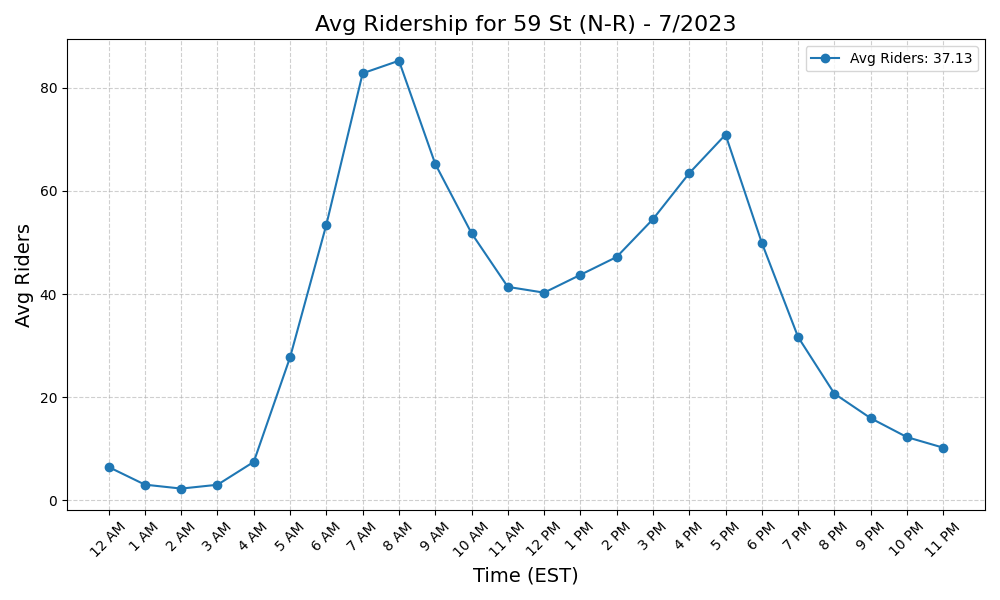 Avg Ridership for 59 St (N-R) - 7/2023
Avg Riders: 37.13
Avg Riders
80
60
40
20
0
12 AM
1 AM
2 AM
3 AM
4 AM
5 AM
6 AM
7 AM
8 AM
9 AM
10 AM
11 AM
12 PM
1 PM
2 PM
3 PM
4 PM
5 PM
6 PM
7 PM
8 PM
9 PM
10 PM
11 PM
Time (EST)